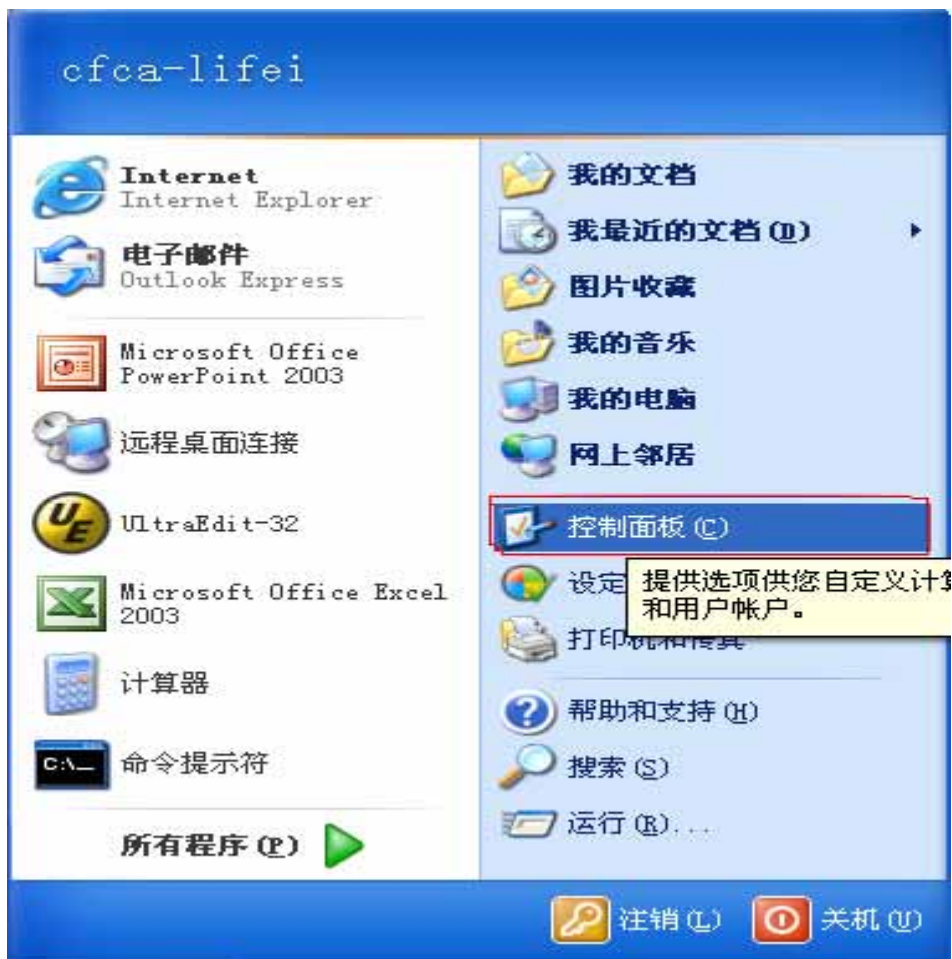 cfca-lifei
Internet
Internet Explorer
电子邮件
Outlook Express
Microsoft Office
PowerPoint 2003
远程桌面连接
UltraEdit-32
Microsoft Office Excel
2003
计算器
C:\_
命令提示符
所有程序(P)
我的文档
我最近的文档(D)
图片收藏
我的音乐
我的电脑
网上邻居
控制面板(C)
设定
提供选项供您自定义计算
和用户帐户。
打印机和传真
帮助和支持(H)
搜索(S)
运行(R)...
注销(L)
关机(U)